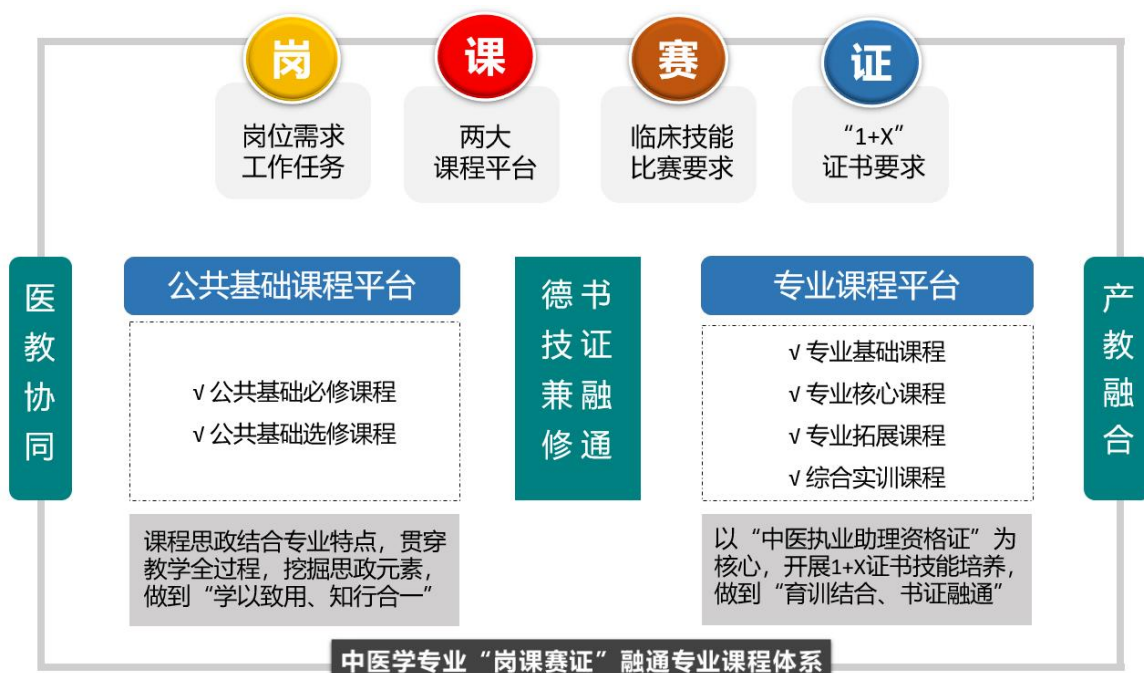 岗
课
赛
证
岗位需求
工作任务
两大
课程平台
临床技能
比赛要求
“1+X”
证书要求
医教协同
公共基础课程平台
√ 公共基础必修课程
√ 公共基础选修课程
课程思政结合专业特点，贯穿
教学全过程，挖掘思政元素，
做到“学以致用、知行合一”
德技兼修
书证融通
专业课程平台
√ 专业基础课程
√ 专业核心课程
√ 专业拓展课程
√ 综合实训课程
以“中医执业助理资格证”为
核心，开展1+X证书技能培养，
做到“育训结合、书证融通”
产教融合
中医学专业“岗课赛证”融通专业课程体系